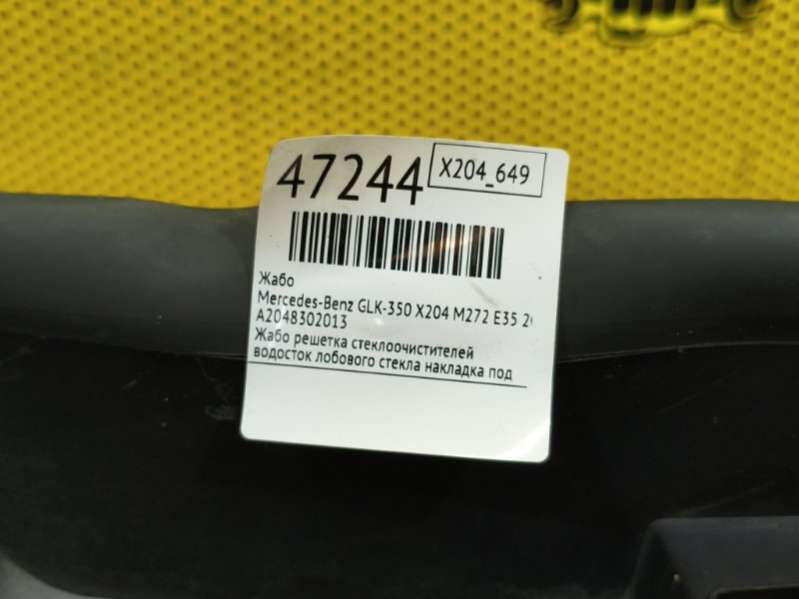 47244
X204_649
Жабо
Mercedes-Benz GLK-350 X204 M272 E35
A2048302013
Жабо решетка стеклоочистителей
водосток лобового стекла накладка под